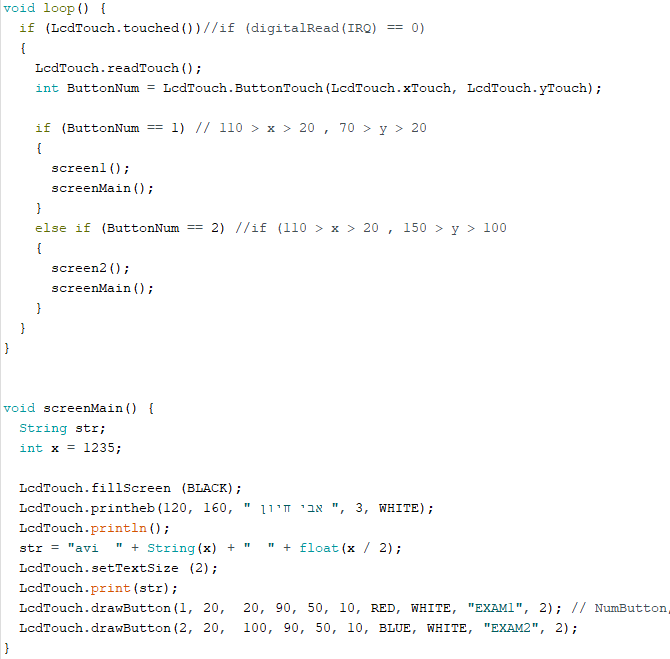 void loop() {
  if (LcdTouch.touched())//if (digitalRead(IRQ) == 0)
  {
    LcdTouch.readTouch();
    int ButtonNum = LcdTouch.ButtonTouch(LcdTouch.xTouch, LcdTouch.yTouch);

    if (ButtonNum == 1) // 110 > x > 20 , 70 > y > 20
    {
      screen1();
      screenMain();
    }
    else if (ButtonNum == 2) //if (110 > x > 20 , 150 > y > 100
    {
      screen2();
      screenMain();
    }
  }
}

void screenMain() {
  String str;
  int x = 1235;

  LcdTouch.fillScreen (BLACK);
  LcdTouch.printheb(120, 160, " אבי חיון ", 3, WHITE);
  LcdTouch.println();
  str = "avi  " + String(x) + "  " + float(x / 2);
  LcdTouch.setTextSize (2);
  LcdTouch.print(str);
  LcdTouch.drawButton(1, 20,  20, 90, 50, 10, RED, WHITE, "EXAM1", 2); // NumButton,
  LcdTouch.drawButton(2, 20,  100, 90, 50, 10, BLUE, WHITE, "EXAM2", 2);
}